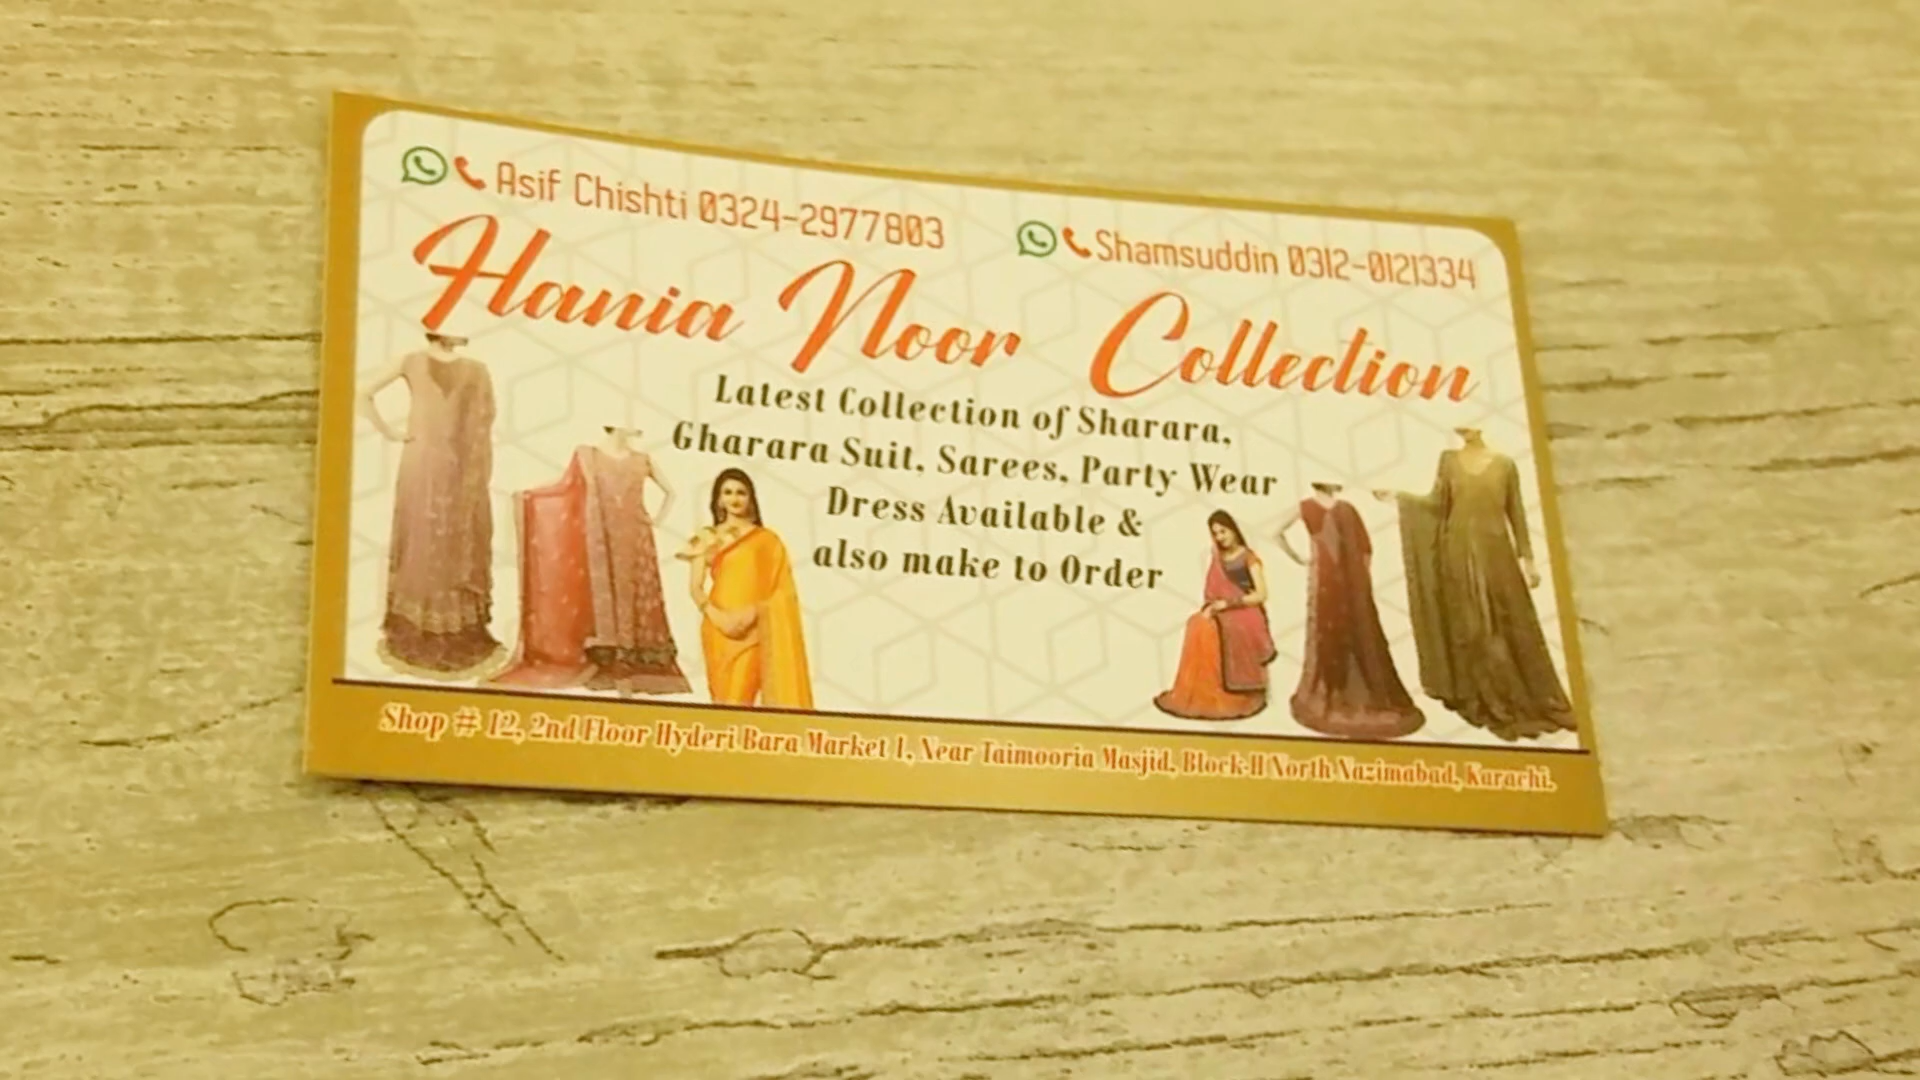 Asif Chishti 0324-2977803
Shamsuddin 0312-0121334
Hania Noor Collection
Latest Collection of Sharara,
Gharara Suit, Sarees, Party Wear
Dress Available &
also make to Order
Shop # 12, 2nd Floor Hyderi Bara Market 1, Near Taimooria Masjid, Block-H North Nazimabad, Karachi.